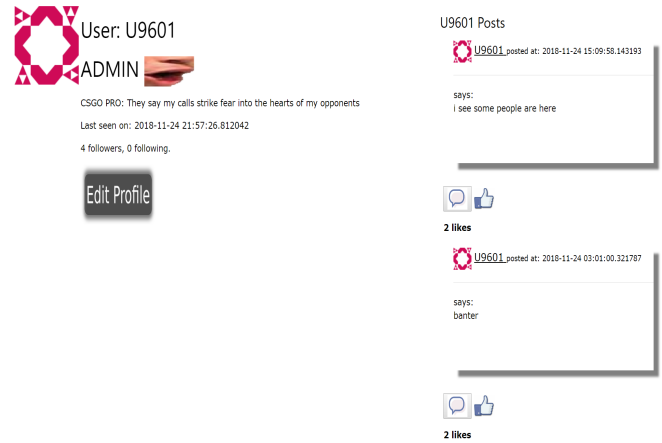 User: U9601
ADMIN
CSGO PRO: They say my calls strike fear into the hearts of my opponents
Last seen on: 2018-11-24 21:57:26.812042
4 followers, 0 following.
Edit Profile
U9601 Posts
U9601 posted at: 2018-11-24 15:09:58.143193
says:
i see some people are here
2 likes
U9601 posted at: 2018-11-24 03:01:00.321787
says:
banter
2 likes